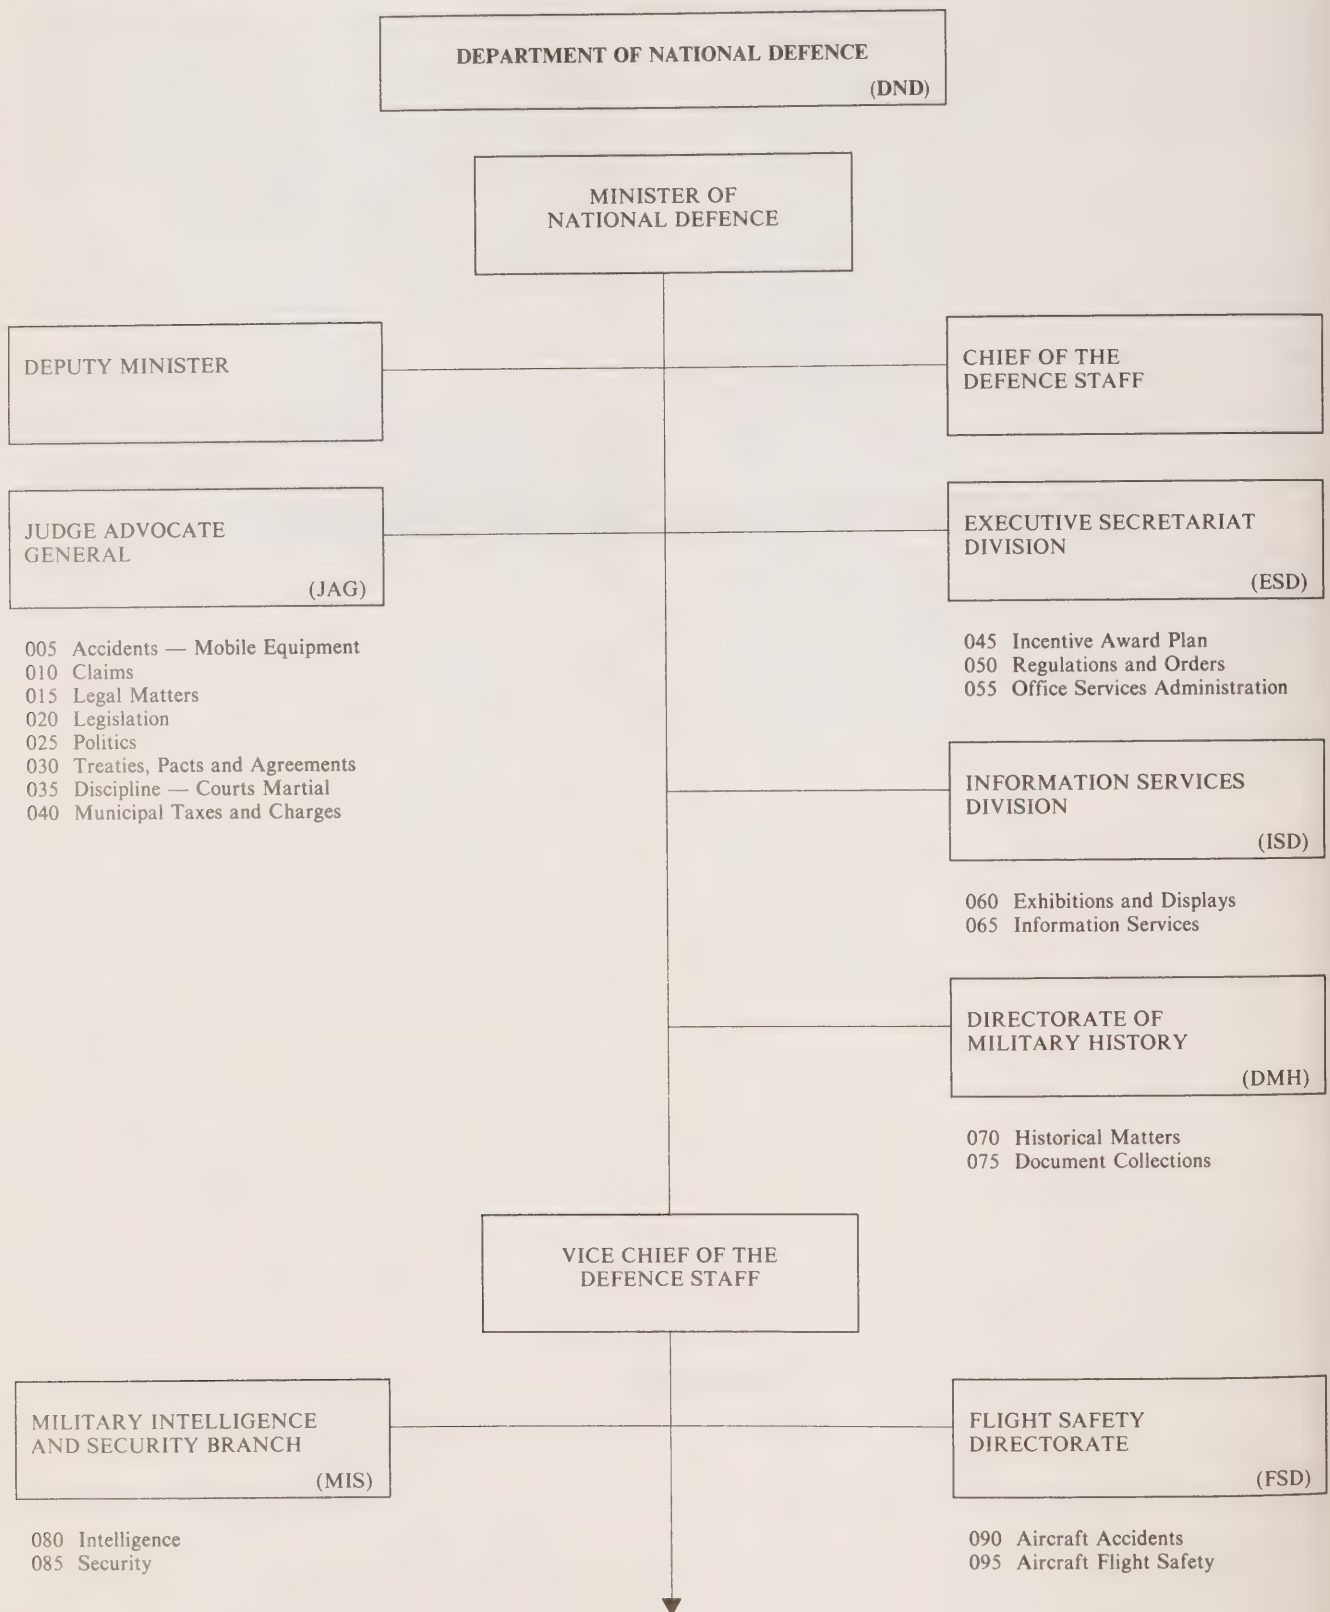 DEPARTMENT OF NATIONAL DEFENCE
(DND)
MINISTER OF
NATIONAL DEFENCE
DEPUTY MINISTER
CHIEF OF THE
DEFENCE STAFF
JUDGE ADVOCATE
GENERAL
(JAG)
005 Accidents — Mobile Equipment
010 Claims
015 Legal Matters
020 Legislation
025 Politics
030 Treaties, Pacts and Agreements
035 Discipline — Courts Martial
040 Municipal Taxes and Charges
EXECUTIVE SECRETARIAT
DIVISION
(ESD)
045 Incentive Award Plan
050 Regulations and Orders
055 Office Services Administration
INFORMATION SERVICES
DIVISION
(ISD)
060 Exhibitions and Displays
065 Information Services
DIRECTORATE OF
MILITARY HISTORY
(DMH)
070 Historical Matters
075 Document Collections
VICE CHIEF OF THE
DEFENCE STAFF
MILITARY INTELLIGENCE
AND SECURITY BRANCH
(MIS)
080 Intelligence
085 Security
FLIGHT SAFETY
DIRECTORATE
(FSD)
090 Aircraft Accidents
095 Aircraft Flight Safety